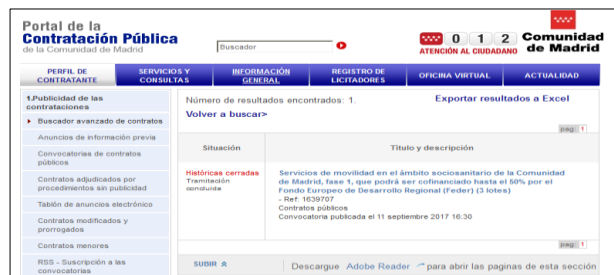 Portal de la
Contratación Pública
de la Comunidad de Madrid
Buscador
0 1 2
ATENCIÓN AL CIUDADANO
Comunidad
de Madrid
PERFIL DE
CONTRATANTE
SERVICIOS Y
CONSULTAS
INFORMACIÓN
GENERAL
REGISTRO DE
LICITADORES
OFICINA VIRTUAL
ACTUALIDAD
1.Publicidad de las
contrataciones
Buscador avanzado de contratos
Anuncios de información previa
Convocatorias de contratos
públicos
Contratos adjudicados por
procedimientos sin publicidad
Tablón de anuncios electrónico
Contratos modificados y
prorrogados
Contratos menores
RSS - Suscripción a las
convocatorias
Número de resultados encontrados: 1.
Exportar resultados a Excel
Volver a buscar>
pag: 1
Situación
Título y descripción
Históricas cerradas
Tramitación
concluida
Servicios de movilidad en el ámbito sociosanitario de la Comunidad
de Madrid, fase 1, que podrá ser cofinanciado hasta el 50% por el
Fondo Europeo de Desarrollo Regional (Feder) (3 lotes)
- Ref: 1639707
Contratos públicos
Convocatoria publicada el 11 septiembre 2017 16:30
pag: 1
SUBIR
Descargue Adobe Reader para abrir las paginas de esta sección